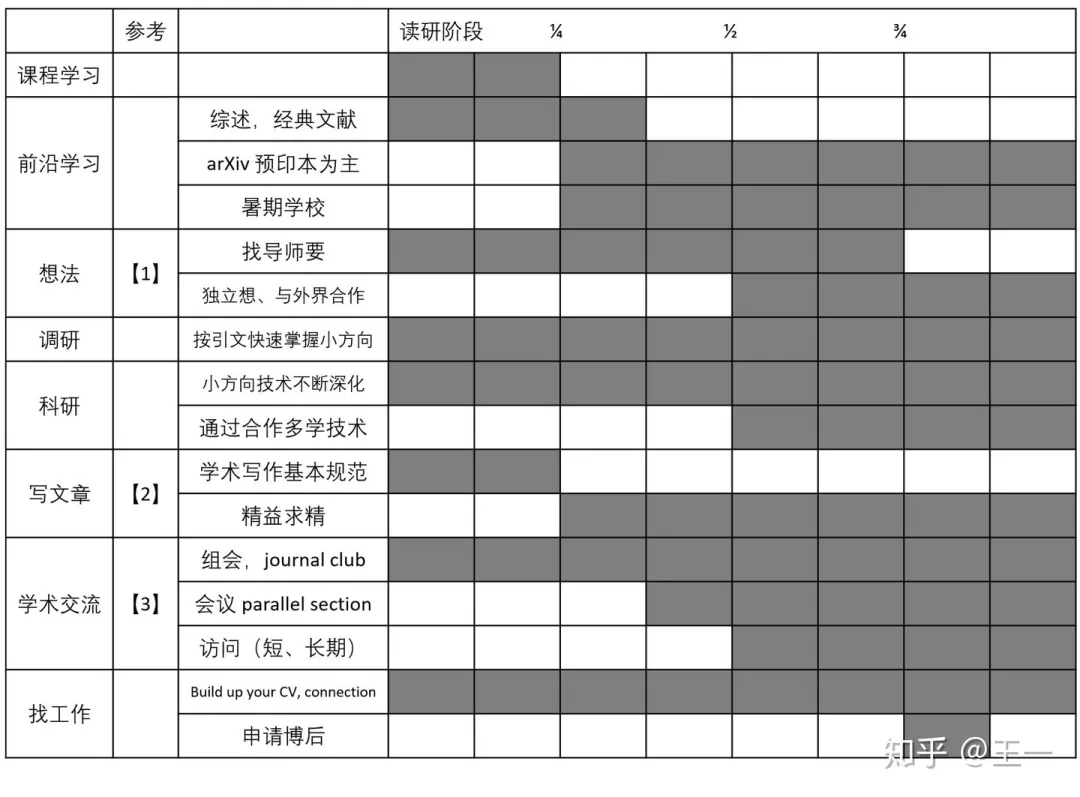 参考 读研阶段 ¼ ½ ¾
课程学习
综述，经典文献
前沿学习 arXiv 预印本为主
暑期学校
找导师要
想法 【1】
独立想、与外界合作
调研 按引文快速掌握小方向
小方向技术不断深化
科研
通过合作多学技术
学术写作基本规范
写文章 【2】
精益求精
组会，journal club
学术交流 【3】 会议 parallel section
访问（短、长期）
Build up your CV, connection
找工作
申请博后
知乎 @王一